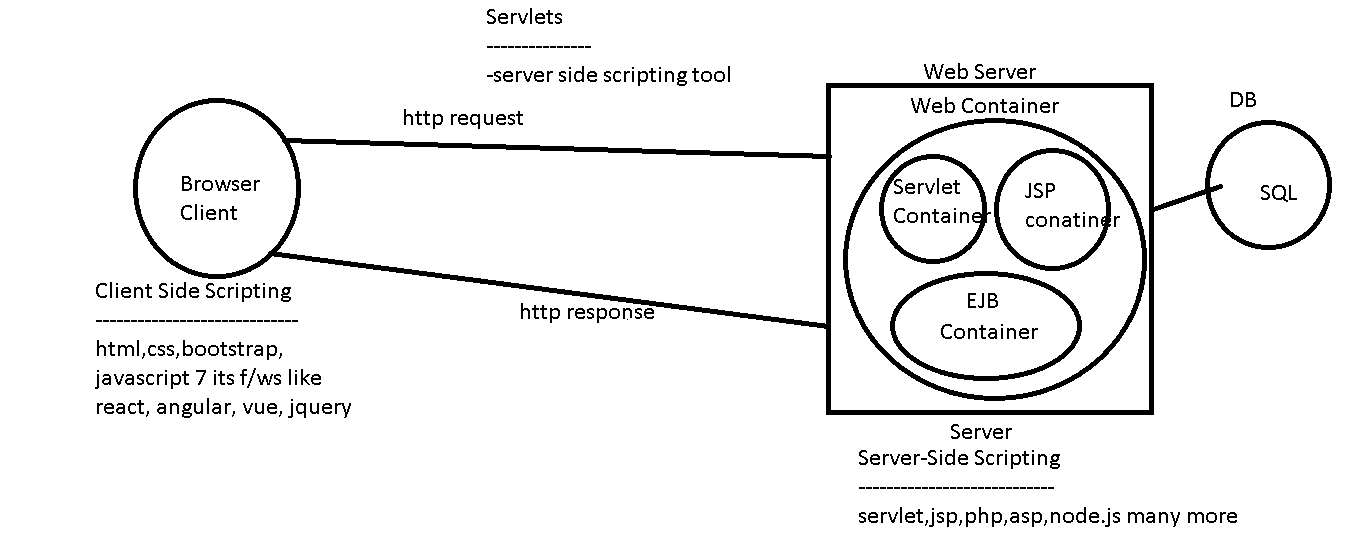 Servlets
---------------
-server side scripting tool
Web Server
Web Container
DB
http request
Browser
Client
Servlet
Container
JSP
conatiner
SQL
EJB
Container
http response
Client Side Scripting
-----------------------------
html,css,bootstrap,
javascript 7 its f/ws like
react, angular, vue, jquery
Server
Server-Side Scripting
----------------------------
servlet,jsp,php,asp,node.js many more